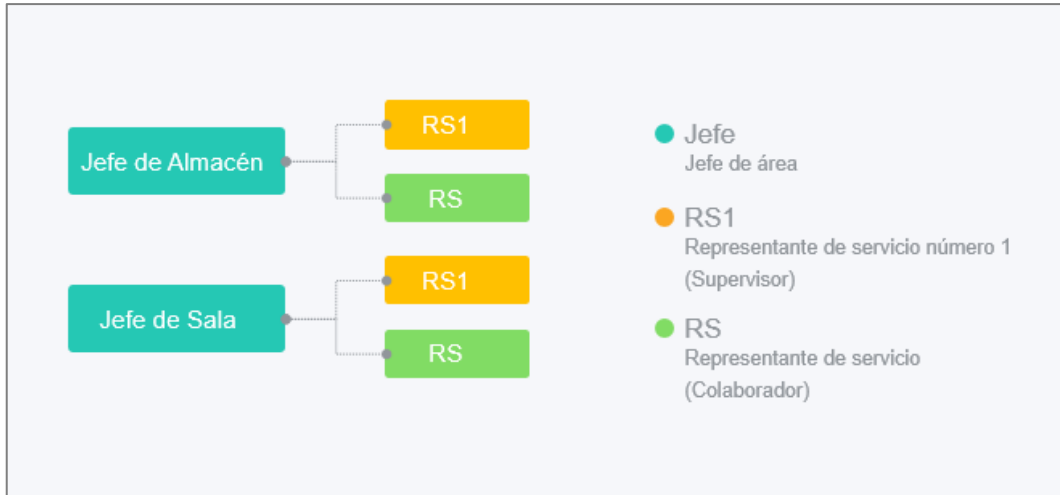 Jefe de Almacén
RS1
RS
Jefe de Sala
RS1
RS
Jefe
Jefe de área
RS1
Representante de servicio número 1
(Supervisor)
RS
Representante de servicio
(Colaborador)